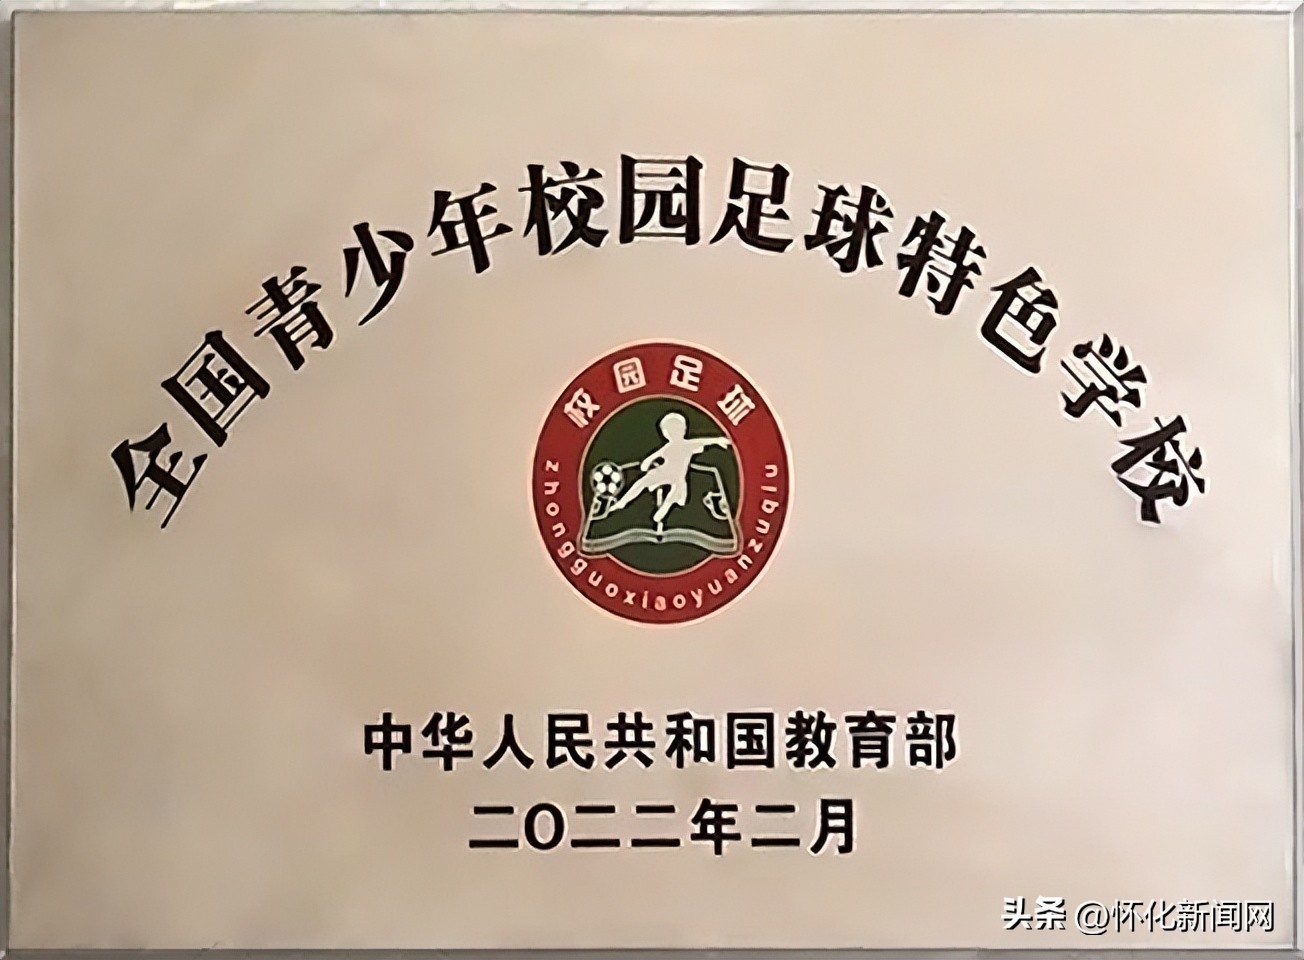 全国青少年校园足球特色学校
校园足球
zhongguoxiaoyuanzuqiu
中华人民共和国教育部
二〇二二年二月
头条 @怀化新闻网